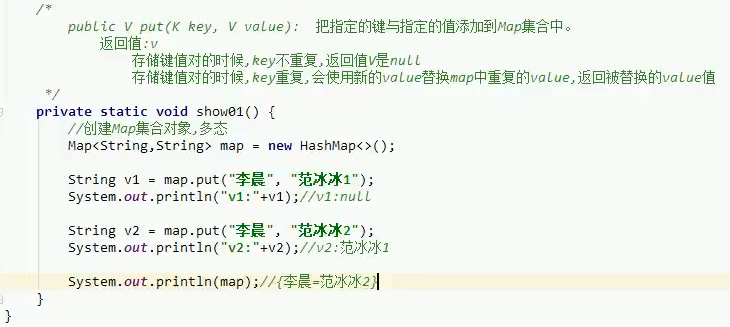 /*
public V put(K key, V value):  把指定的键与指定的值添加到Map集合中。
返回值:v
存储键值对的时候,key不重复,返回值V是null
存储键值对的时候,key重复,会使用新的value替换map中重复的value,返回被替换的value值
*/
private static void show01() {
//创建Map集合对象,多态
Map<String,String> map = new HashMap<>();
String v1 = map.put("李晨", "范冰冰1");
System.out.println("v1:"+v1);//v1:null
String v2 = map.put("李晨", "范冰冰2");
System.out.println("v2:"+v2);//v2:范冰冰1
System.out.println(map);//{李晨=范冰冰2}
}
}